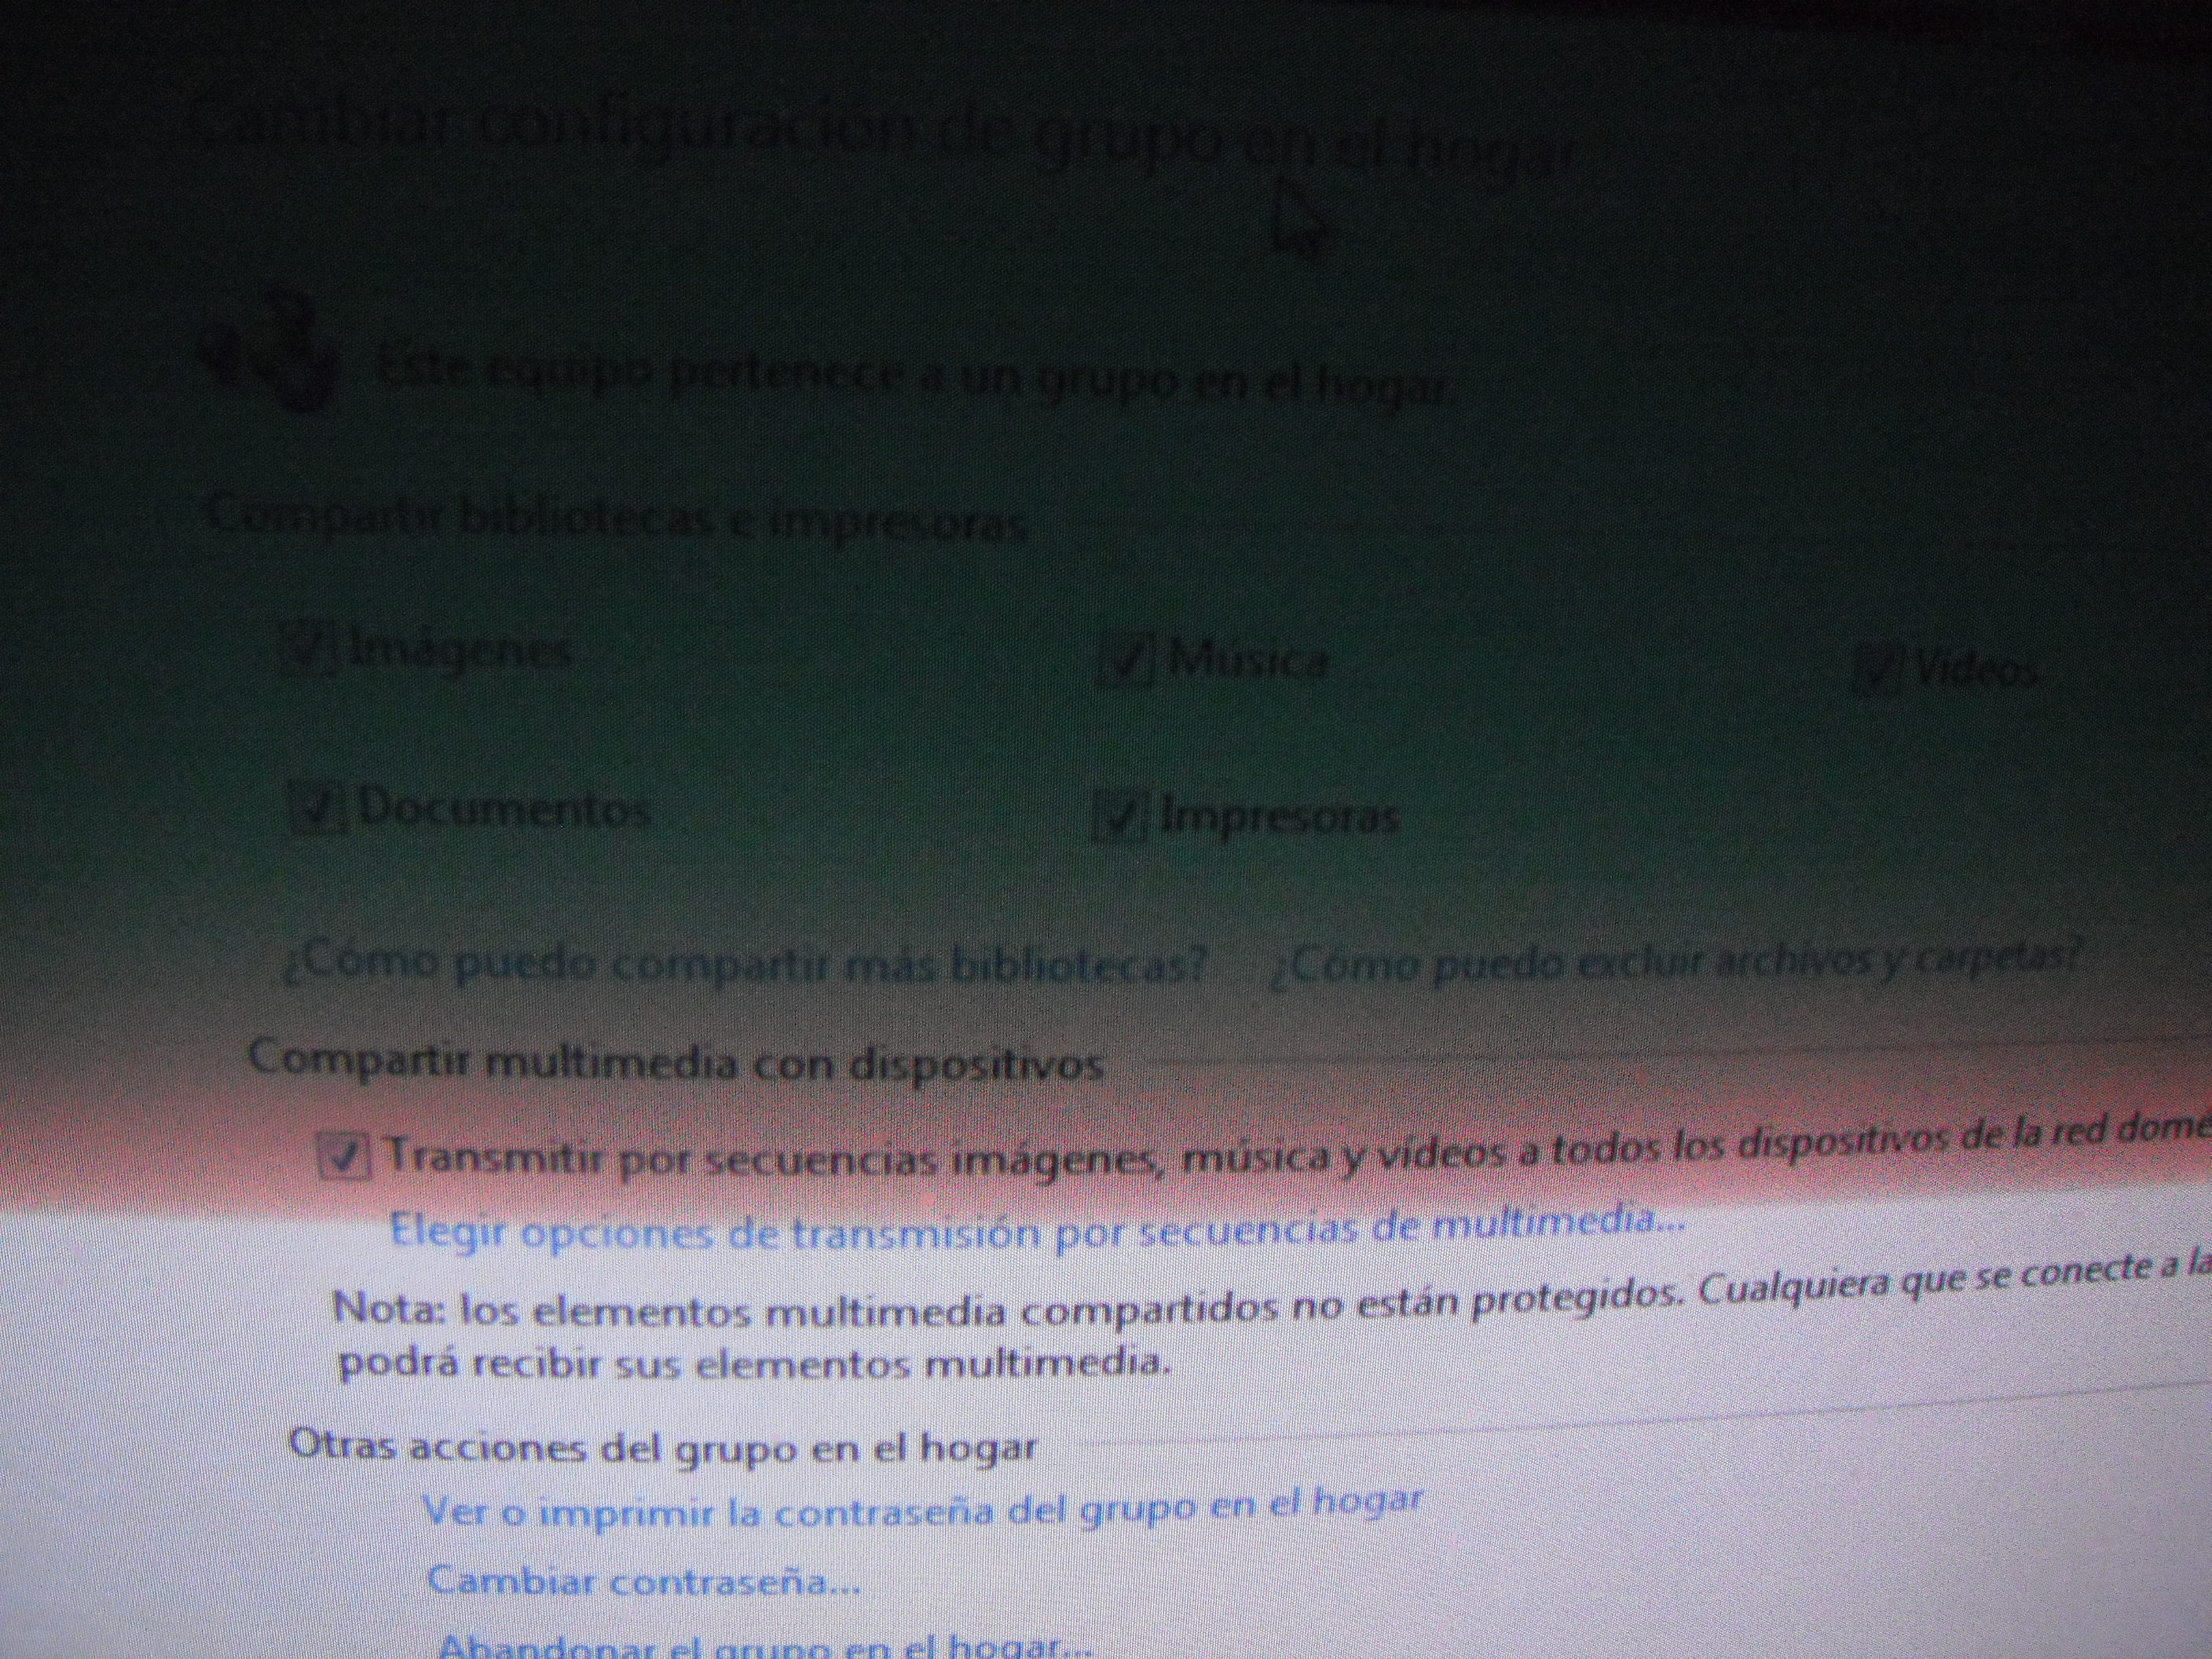 Cambiar configuración de grupo en el hogar
Este equipo pertenece a un grupo en el hogar.
Compartir bibliotecas e impresoras
Imágenes Música Vídeos
Documentos Impresoras
¿Cómo puedo compartir más bibliotecas? ¿Cómo puedo excluir archivos y carpetas?
Compartir multimedia con dispositivos
Transmitir por secuencias imágenes, música y vídeos a todos los dispositivos de la red dome
Elegir opciones de transmisión por secuencias de multimedia...
Nota: los elementos multimedia compartidos no están protegidos. Cualquiera que se conecte a la
podrá recibir sus elementos multimedia.
Otras acciones del grupo en el hogar
Ver o imprimir la contraseña del grupo en el hogar
Cambiar contraseña...
Abandonar el grupo en el hogar...